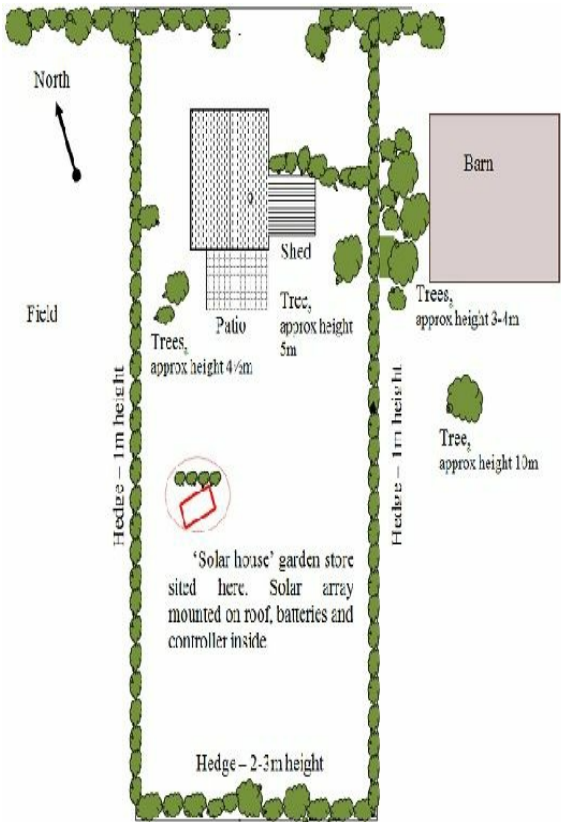 North
Barn
Shed
Field
Patio
Trees,
approx height 4½m
Tree,
approx height
5m
Trees,
approx height 3-4m
Hedge – 1m height
Hedge – 1m height
Tree,
approx height 10m
‘Solar house’ garden store
sited here. Solar array
mounted on roof, batteries and
controller inside
Hedge – 2-3m height